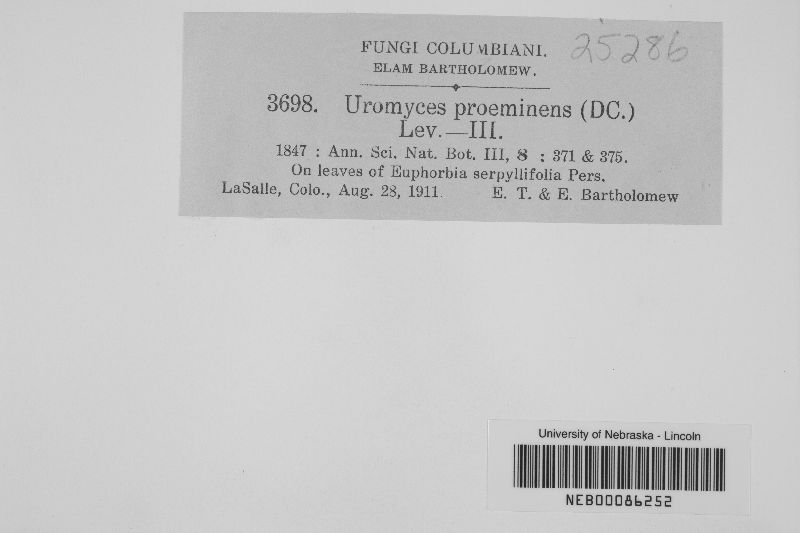 FUNGI COLUMBIANI. 25286
ELAM BARTHOLOMEW.
3698. Uromyces proeminens (DC.)
Lev.—III.
1847 : Ann. Sci. Nat. Bot. III, 8 : 371 & 375.
On leaves of Euphorbia serpyllifolia Pers.
LaSalle, Colo., Aug. 28, 1911. E. T. & E. Bartholomew
University of Nebraska - Lincoln
NEB00086252